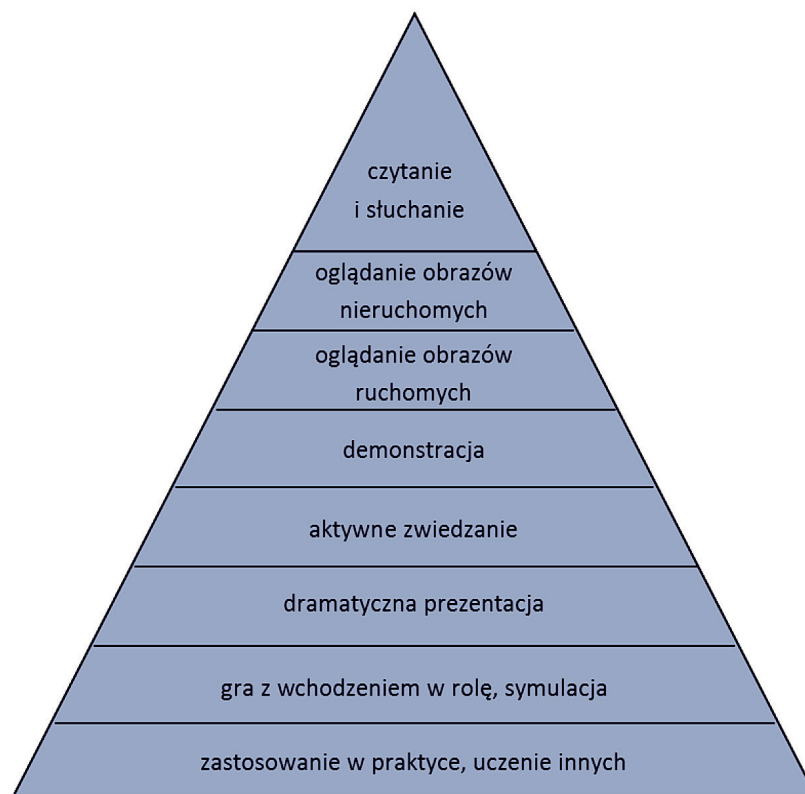 czytanie
i słuchanie
oglądanie obrazów
nieruchomych
oglądanie obrazów
ruchomych
demonstracja
aktywne zwiedzanie
dramatyczna prezentacja
gra z wchodzeniem w rolę, symulacja
zastosowanie w praktyce, uczenie innych